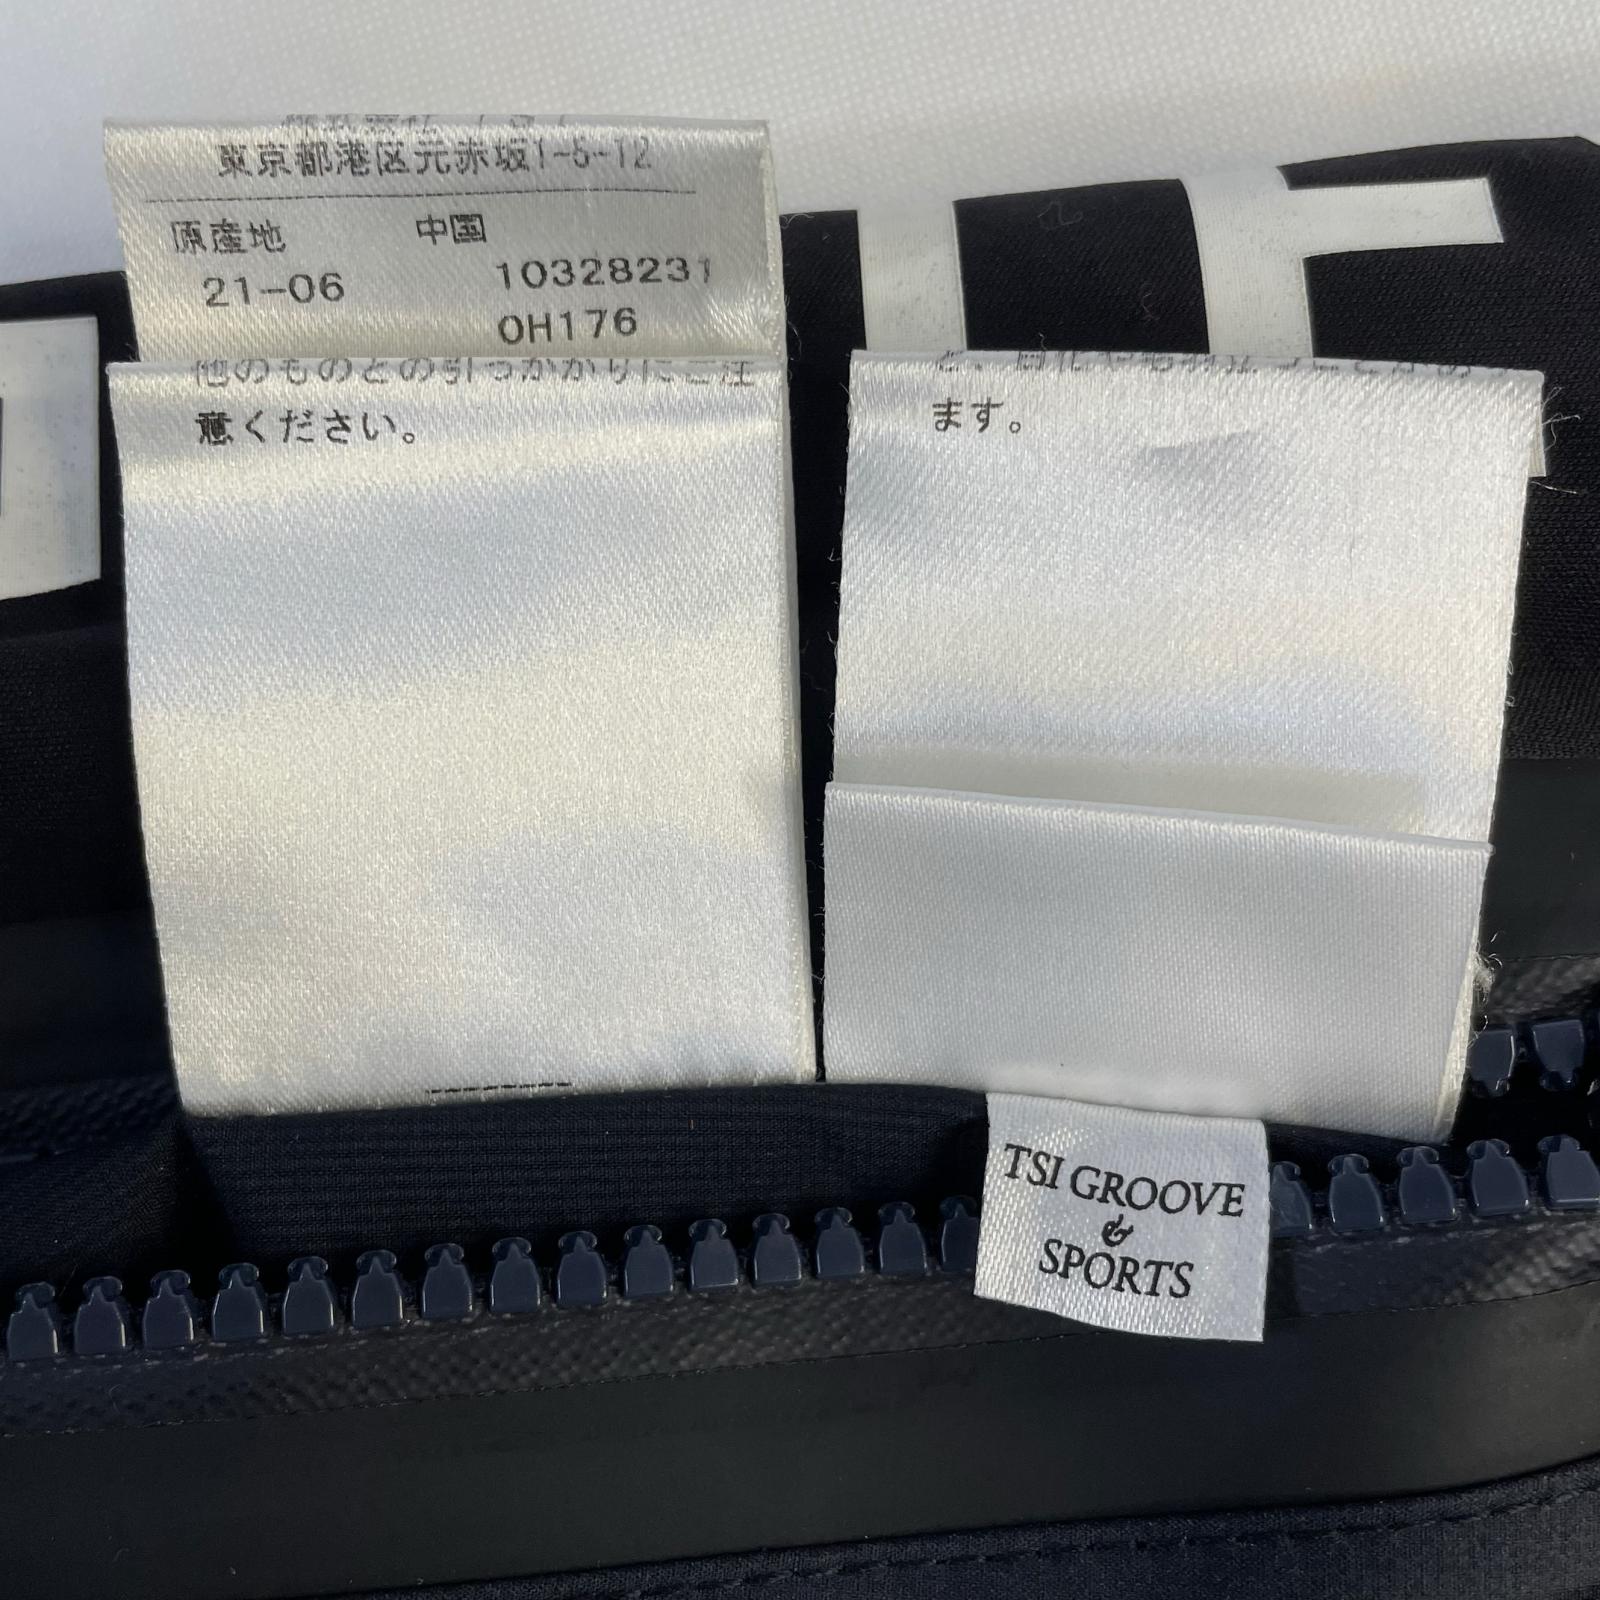 東京都港区元赤坂1-5-12
原産地 中国
21-06 10328231
0H176
他のものとの引っかかりにご注
意ください。
ます。
TSI GROOVE
&
SPORTS